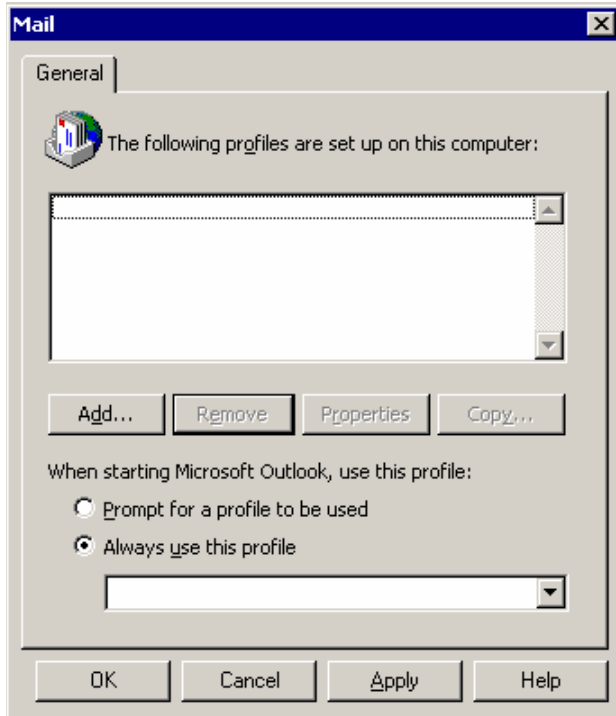 Mail
General
The following profiles are set up on this computer:
Add...
Remove
Properties
Copy...
When starting Microsoft Outlook, use this profile:
Prompt for a profile to be used
Always use this profile
OK
Cancel
Apply
Help